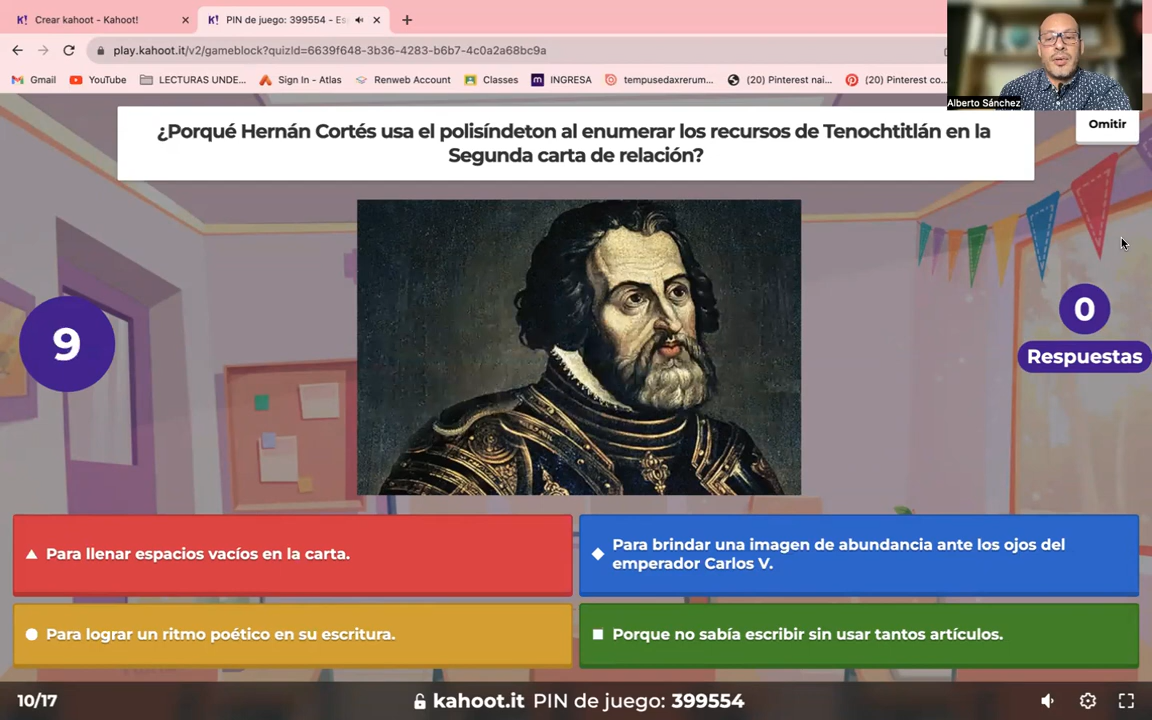 Crear kahoot - Kahoot!
PIN de juego: 399554 - Es
play.kahoot.it/v2/gameblock?quizId=6639f648-3b36-4283-b6b7-4c0a2a68bc9a
Gmail
YouTube
LECTURAS UNDE...
Sign In - Atlas
Renweb Account
Classes
INGRESA
tempusedaxrerum...
(20) Pinterest nai...
(20) Pinterest co...
Alberto Sánchez
¿Porqué Hernán Cortés usa el polisíndeton al enumerar los recursos de Tenochtitlán en la
Segunda carta de relación?
Omitir
9
0
Respuestas
Para llenar espacios vacíos en la carta.
Para brindar una imagen de abundancia ante los ojos del
emperador Carlos V.
Para lograr un ritmo poético en su escritura.
Porque no sabía escribir sin usar tantos artículos.
10/17
kahoot.it PIN de juego: 399554